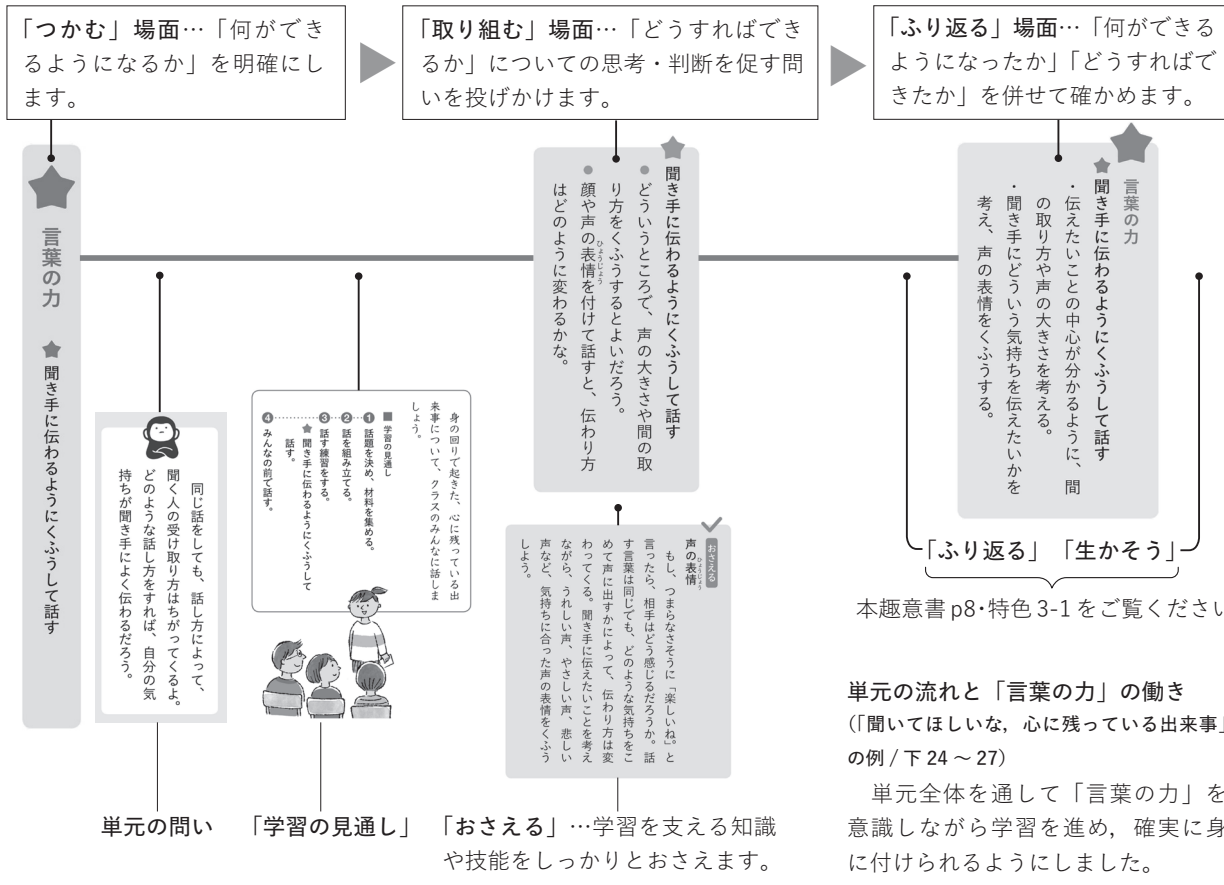 「つかむ」場面…「何ができ
るようになるか」を明確にし
ます。
「取り組む」場面…「どうすればでき
るか」についての思考・判断を促す問
いを投げかけます。
「ふり返る」場面…「何ができる
ようになったか」「どうすればで
きたか」を併せて確かめます。
言葉の力 聞き手に伝わるようにくふうして話す
同じ話をしても、話し方によって、
聞く人の受け取り方はちがってくるよ。
どのような話し方をすれば、自分の気
持ちが聞き手によく伝わるだろう。
単元の問い
身の回りで起きた、心に残っている出
来事について、クラスのみんなに話しま
しょう。
■学習の見通し
❶話題を決め、材料を集める。
❷話を組み立てる。
❸話す練習をする。
★聞き手に伝わるようにくふうして
話す。
❹みんなの前で話す。
「学習の見通し」
聞き手に伝わるようにくふうして話す
●どういうところで、声の大きさや間の取
り方をくふうするとよいだろう。
●顔や声の表情を付けて話すと、伝わり方
ひょうじょう
はどのように変わるかな。
おさえる
声の表情
ひょうじょう
もし、つまらなさそうに「楽しいね。」と
言ったら、相手はどう感じるだろうか。話
す言葉は同じでも、どのような気持ちをこ
めて声に出すかによって、伝わり方は変
わってくる。聞き手に伝えたいことを考え
ながら、うれしい声、やさしい声、悲しい
声など、気持ちに合った声の表情をくふう
しよう。
「おさえる」…学習を支える知識
や技能をしっかりとおさえます。
言葉の力
★聞き手に伝わるようにくふうして話す
・伝えたいことの中心が分かるように、間
の取り方や声の大きさを考える。
・聞き手にどういう気持ちを伝えたいかを
考え、声の表情をくふうする。
「ふり返る」「生かそう」
本趣意書p8・特色3-1をご覧ください
単元の流れと「言葉の力」の働き
(「聞いてほしいな，心に残っている出来事」
の例 / 下 24 ～ 27)
単元全体を通して「言葉の力」を
意識しながら学習を進め，確実に身
に付けられるようにしました。